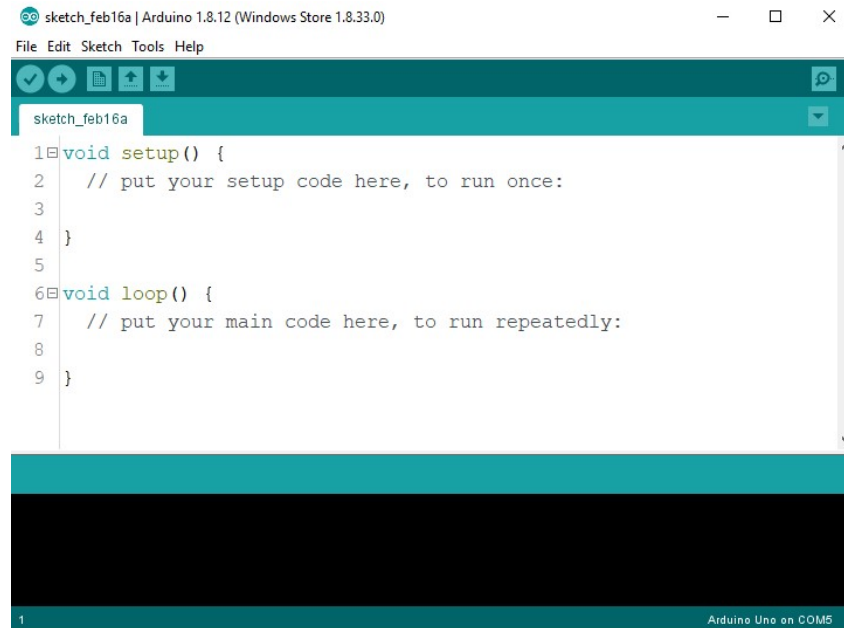 sketch_feb16a | Arduino 1.8.12 (Windows Store 1.8.33.0)
File Edit Sketch Tools Help
sketch_feb16a
1 void setup() {
2 // put your setup code here, to run once:
3
4 }
5
6 void loop() {
7 // put your main code here, to run repeatedly:
8
9 }
1 Arduino Uno on COM5